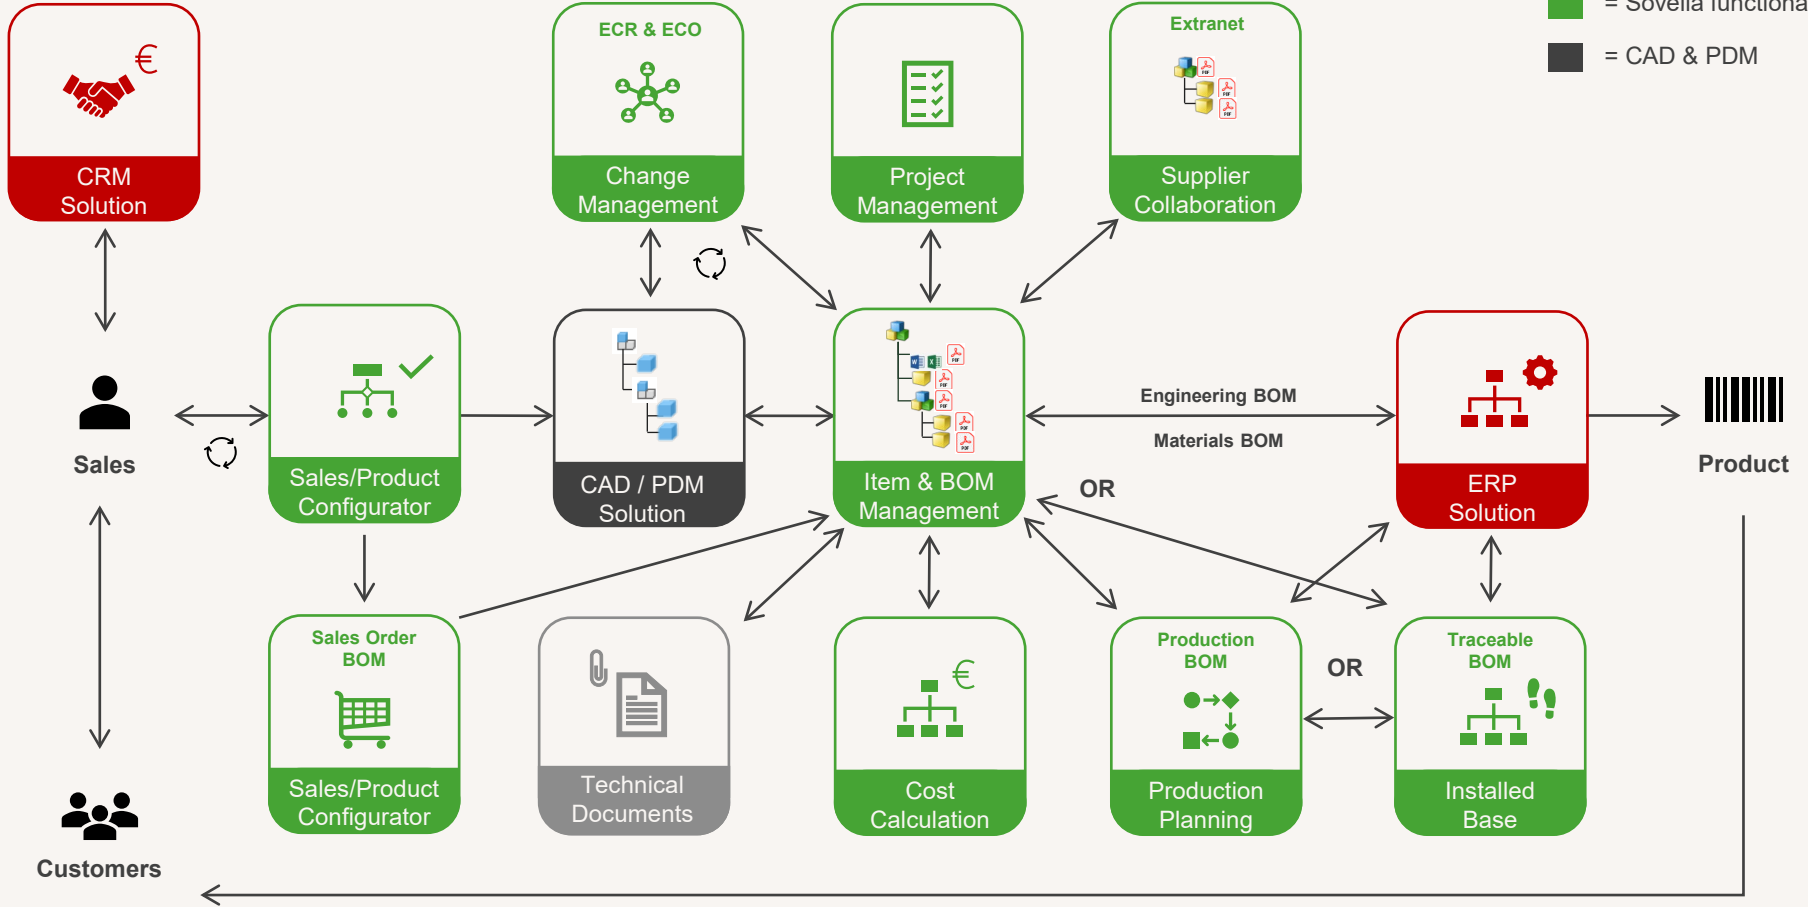 = Sovelia functiona
= CAD & PDM
ECR & ECO
Extranet
CRM
Solution
Change
Management
Project
Management
Supplier
Collaboration
Engineering BOM
Materials BOM
Sales
Sales/Product
Configurator
CAD / PDM
Solution
Item & BOM
Management
OR
ERP
Solution
Product
Sales Order
BOM
Production
BOM
OR
Traceable
BOM
Sales/Product
Configurator
Technical
Documents
Cost
Calculation
Production
Planning
Installed
Base
Customers